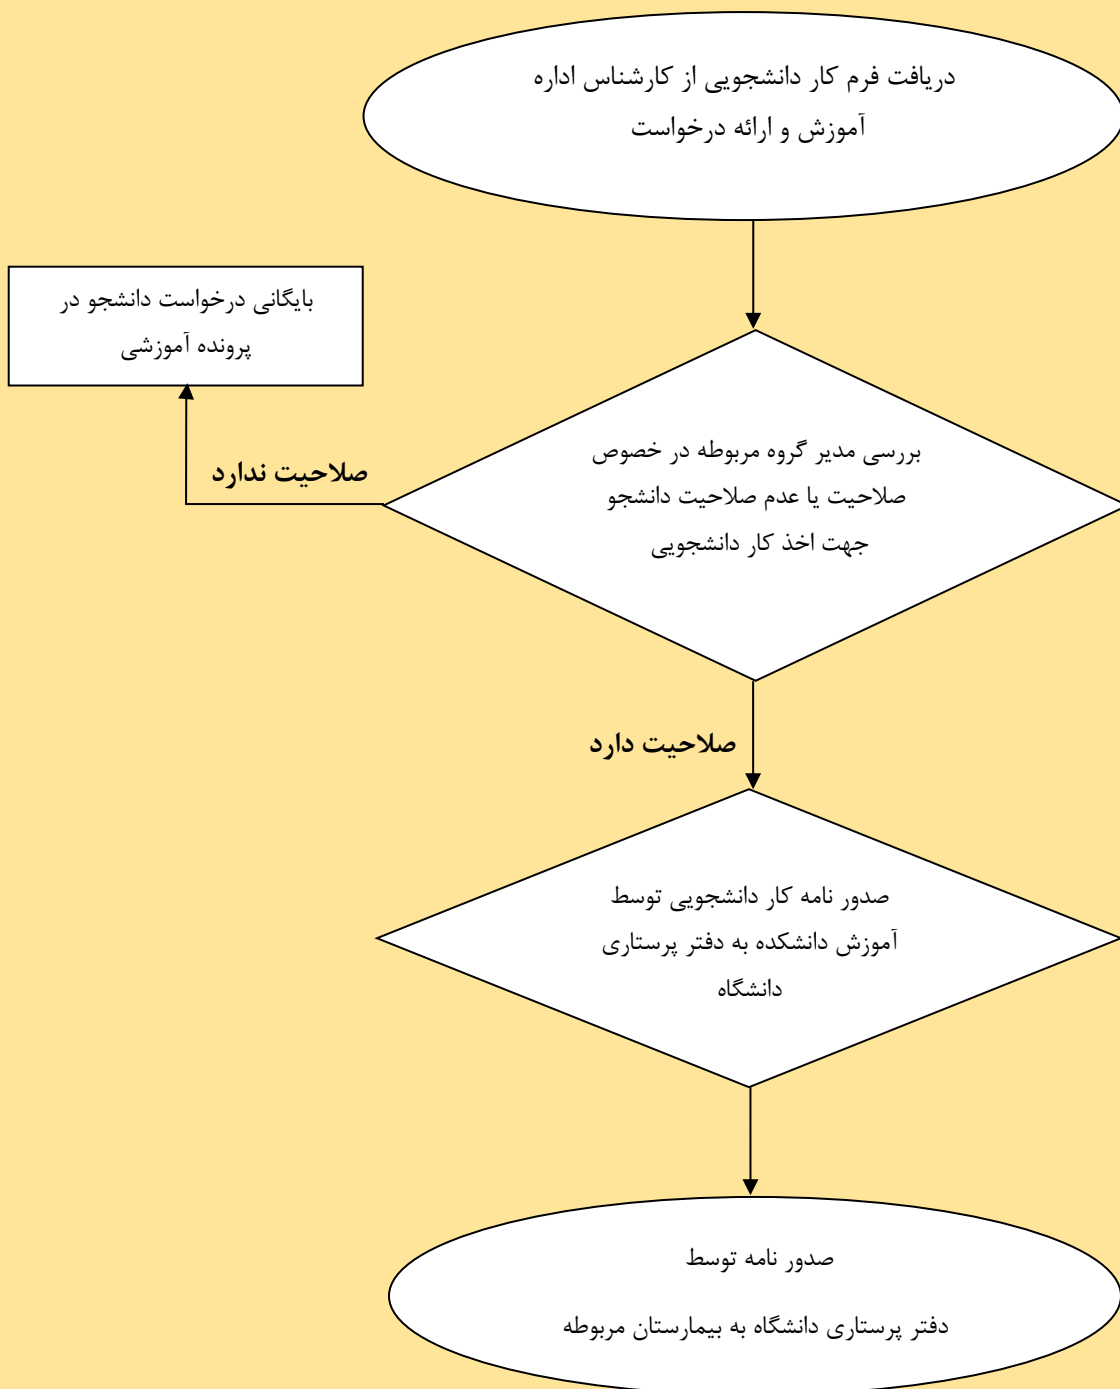 دریافت فرم کار دانشجویی از کارشناس اداره
آموزش و ارائه درخواست
بایگانی درخواست دانشجو در
پرونده آموزشی
بررسی مدیر گروه مربوطه در خصوص
صلاحیت یا عدم صلاحیت دانشجو
جهت اخذ کار دانشجویی
صلاحیت ندارد
صلاحیت دارد
صدور نامه کار دانشجویی توسط
آموزش دانشکده به دفتر پرستاری
دانشگاه
صدور نامه توسط
دفتر پرستاری دانشگاه به بیمارستان مربوطه